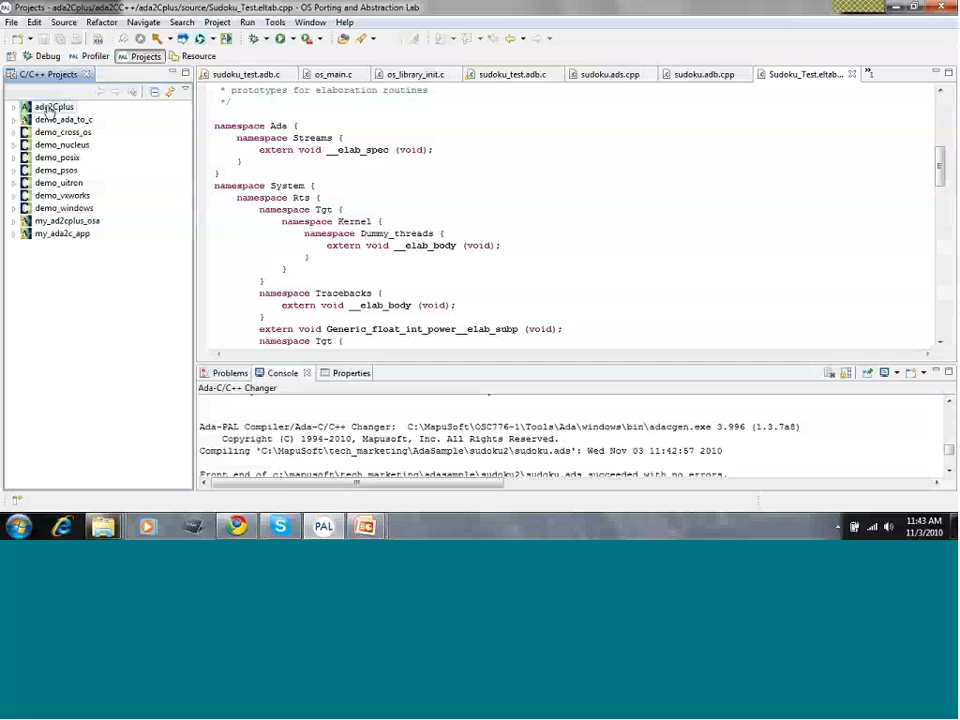 Projects - ada2Cplus/ada2CC++/ada2Cplus/source/Sudoku_Test.eltab.cpp - OS Porting and Abstraction Lab
File Edit Source Refactor Navigate Search Project Run Tools Window Help
Debug PAL Profiler PAL Projects Resource
C/C++ Projects
sudoku_test.adb.c os_main.c os_library_init.c sudoku_test.adb.c sudoku.ads.cpp sudoku.adb.cpp Sudoku_Test.eltab... »1
ada2Cplus
demo_ada_to_c
demo_cross_os
demo_nucleus
demo_posix
demo_psos
demo_uitron
demo_vxworks
demo_windows
my_ad2cplus_osa
my_ada2c_app
* prototypes for elaboration routines
*/
namespace Ada {
namespace Streams {
extern void __elab_spec (void);
}
}
namespace System {
namespace Rts {
namespace Tgt {
namespace Kernel {
namespace Dummy_threads {
extern void __elab_body (void);
}
}
}
namespace Tracebacks {
extern void __elab_body (void);
}
extern void Generic_float_int_power__elab_subp (void);
namespace Tgt {
Problems Console Properties
Ada-C/C++ Changer
Ada-PAL Compiler/Ada-C/C++ Changer: C:\MapuSoft\OSC776-1\Tools\Ada\windows\bin\adacgen.exe 3.996 (1.3.7a8)
Copyright (C) 1994-2010, Mapusoft, Inc. All Rights Reserved.
Compiling 'C:\MapuSoft\tech_marketing\AdaSample\sudoku2\sudoku.ads': Wed Nov 03 11:42:57 2010
Front end of c:\mapusoft\tech_marketing\adasample\sudoku2\sudoku.ads succeeded with no errors.
PAL
11:43 AM
11/3/2010